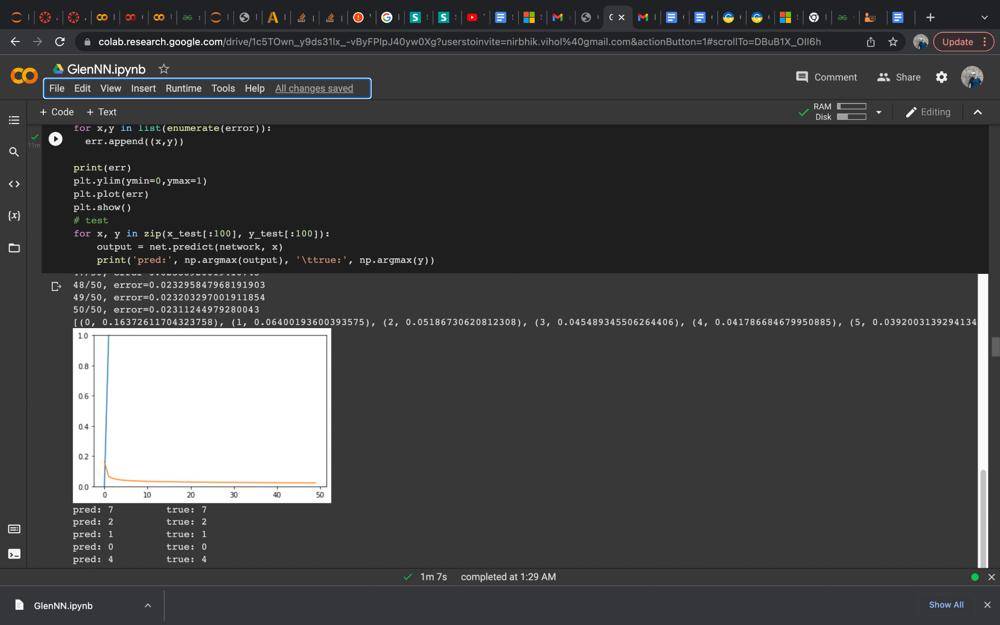 colab.research.google.com/drive/1c5TOwn_y9ds31lx_-vByFPIpJ40yw0Xg?userstoinvite=nirbhik.vihol%40gmail.com&actionButton=1#scrollTo=DBuB1X_OII6h
Update
GlenNN.ipynb
Comment
Share
File Edit View Insert Runtime Tools Help All changes saved
+ Code + Text
RAM
Disk
Editing
for x,y in list(enumerate(error)):
11m
err.append((x,y))
print(err)
plt.ylim(ymin=0,ymax=1)
plt.plot(err)
plt.show()
# test
for x, y in zip(x_test[:100], y_test[:100]):
output = net.predict(network, x)
print('pred:', np.argmax(output), '\ttrue:', np.argmax(y))
48/50, error=0.023295847968191903
49/50, error=0.023203297001911854
50/50, error=0.02311244979280043
[(0, 0.16372611704323758), (1, 0.06400193600393575), (2, 0.05186730620812308), (3, 0.045489345506264406), (4, 0.041786684679950885), (5, 0.0392003139294134
1.0
0.8
0.6
0.4
0.2
0.0
0 10 20 30 40 50
pred: 7 true: 7
pred: 2 true: 2
pred: 1 true: 1
pred: 0 true: 0
pred: 4 true: 4
1m 7s completed at 1:29 AM
GlenNN.ipynb
Show All